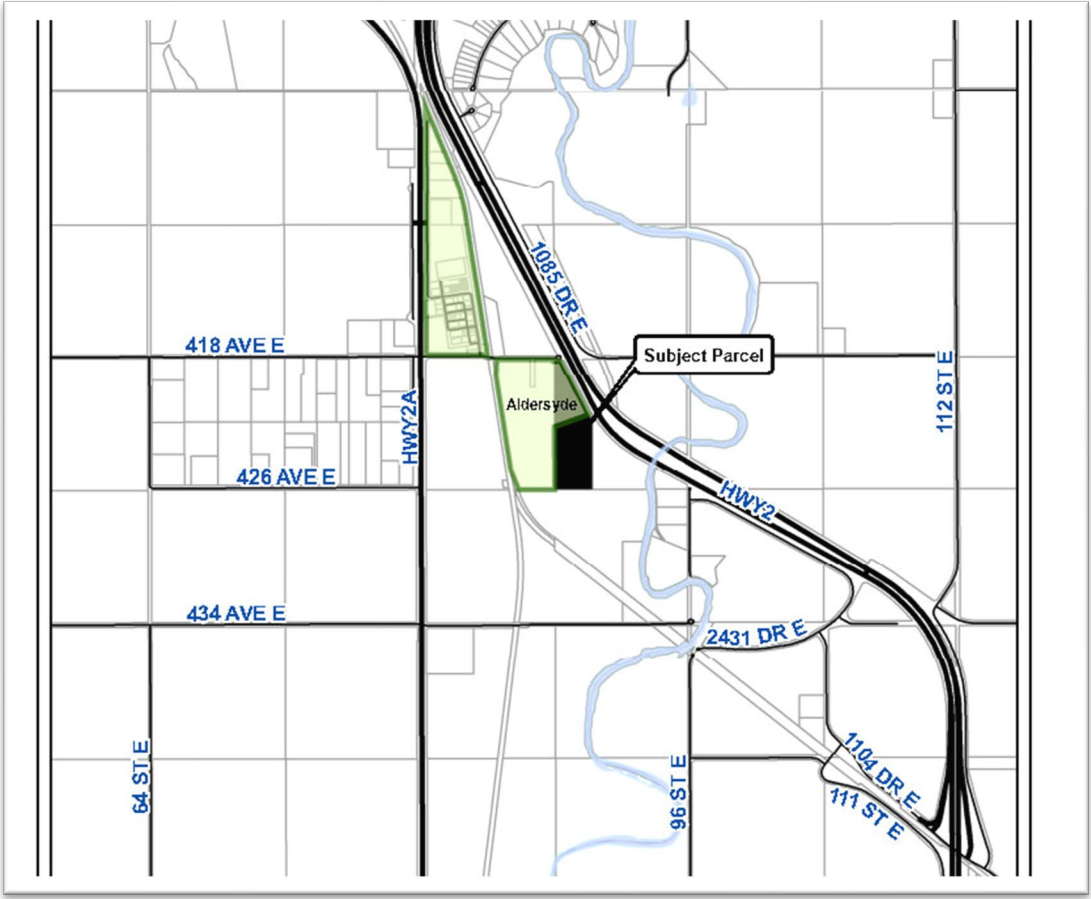 1085 DR E
418 AVE E
Subject Parcel
112 ST E
HWY2A
Aldersyde
426 AVE E
HWY2
434 AVE E
2431 DR E
64 ST E
96 ST E
1104 DR E
111 ST E